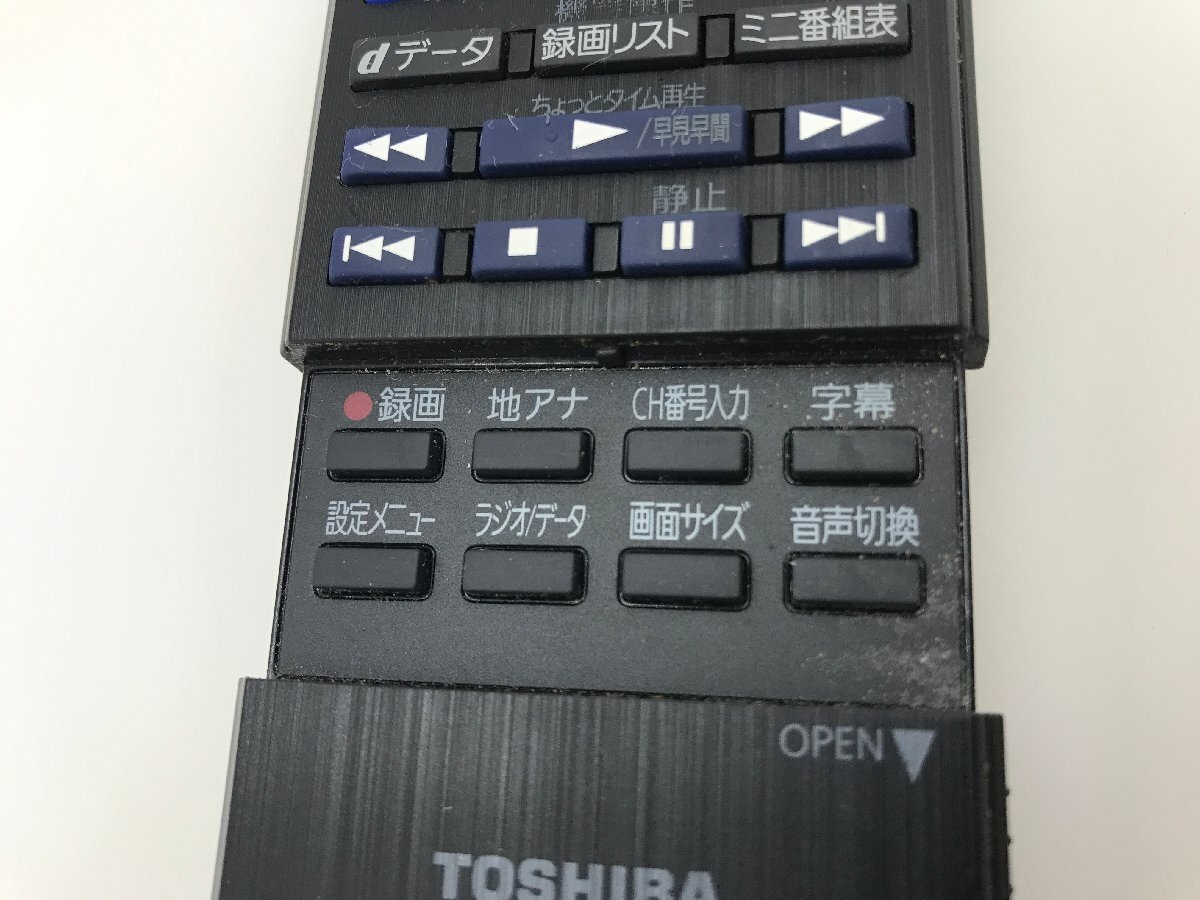 dデータ 録画リスト ミニ番組表
ちょっとタイム再生
/早見早聞
静止
録画 地アナ CH番号入力 字幕
設定メニュー ラジオ/データ 画面サイズ 音声切換
OPEN
TOSHIBA